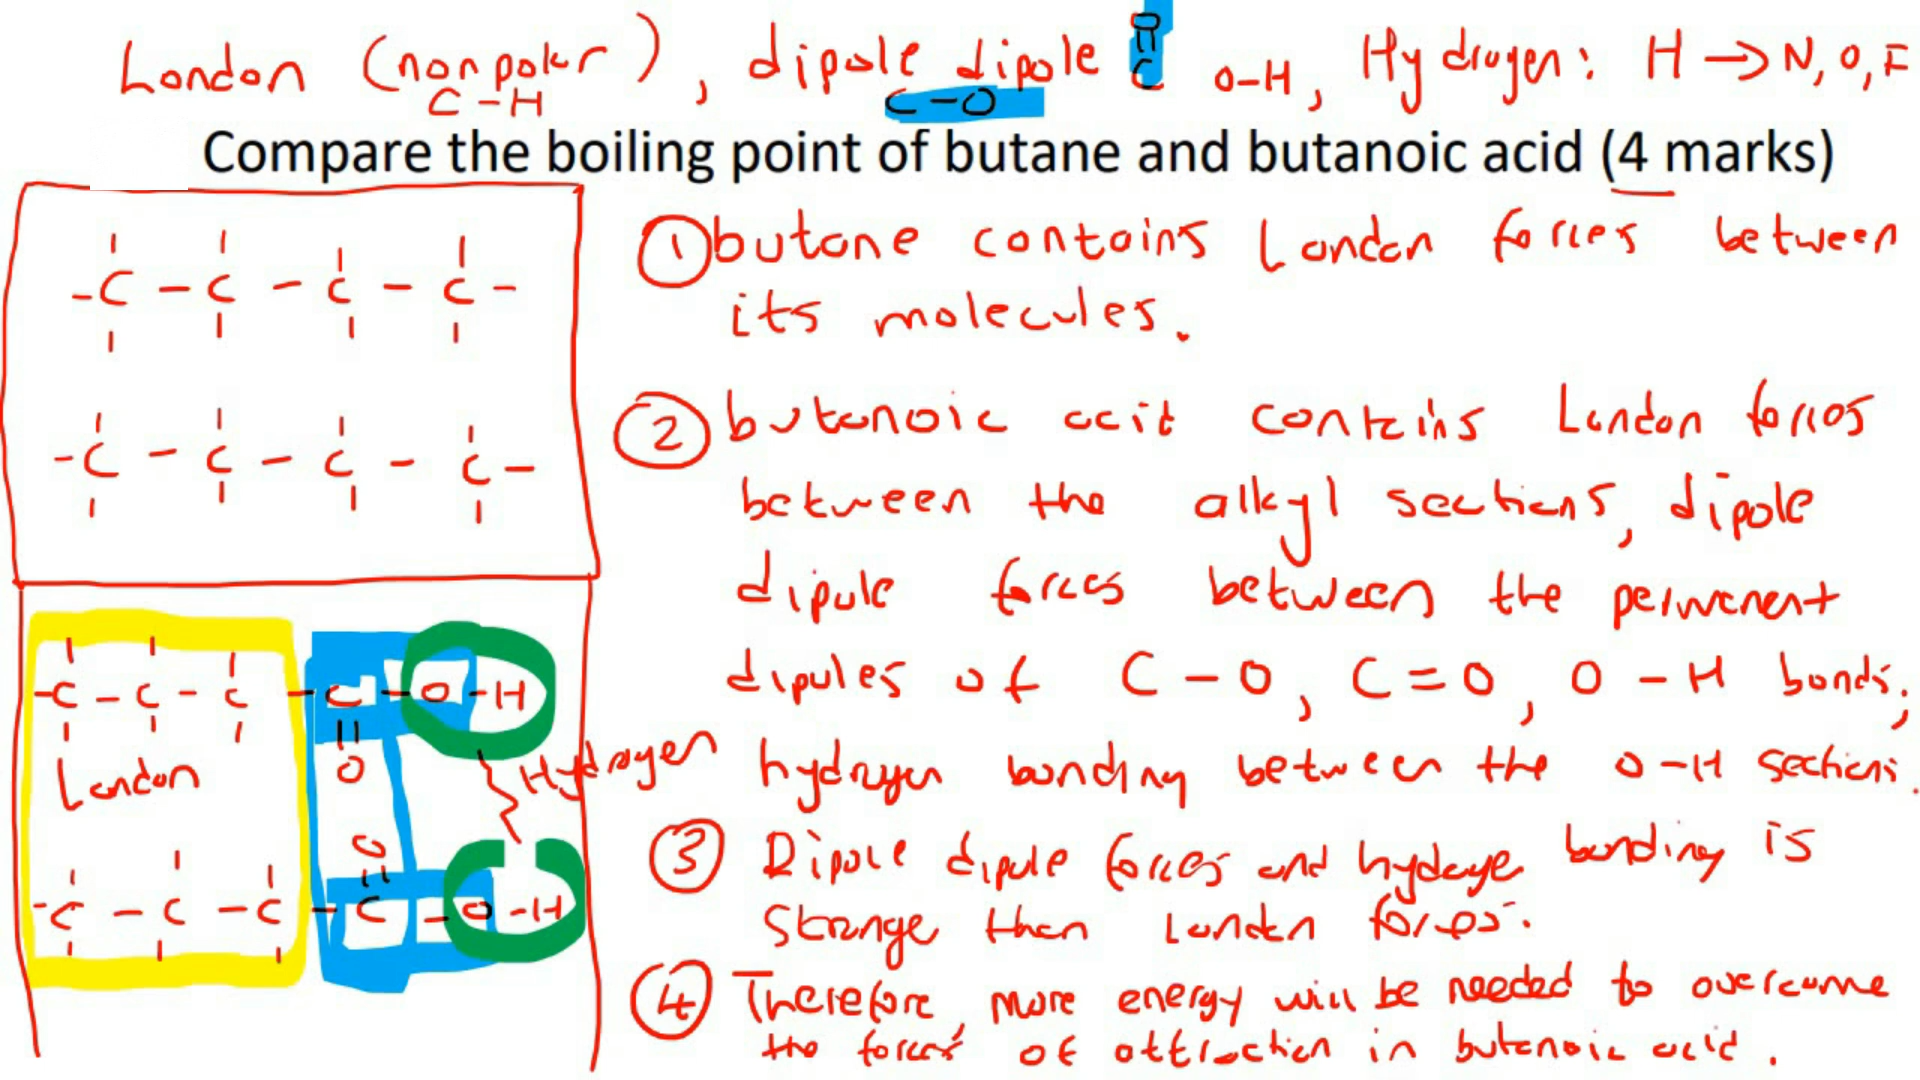 London (nonpolar), dipole dipole O=C O-H, Hydrogen: H → N, O, F
C-H C-O
Compare the boiling point of butane and butanoic acid (4 marks)
① butane contains London forces between
its molecules.
② butanoic acid contains London forces
between the alkyl sections, dipole
dipole forces between the permanent
dipoles of C-O, C=O, O-H bonds,
hydrogen bonding between the O-H sections.
③ Dipole dipole forces and hydroge bonding is
stronge than London forces.
④ Therefore, more energy will be needed to overcome
the forces of attraction in butanoic acid.
-C-C-C-C-
-C-C-C-C-
-C-C-C-C-O-H
O
London
Hydrogen
O
-C-C-C-C-O-H